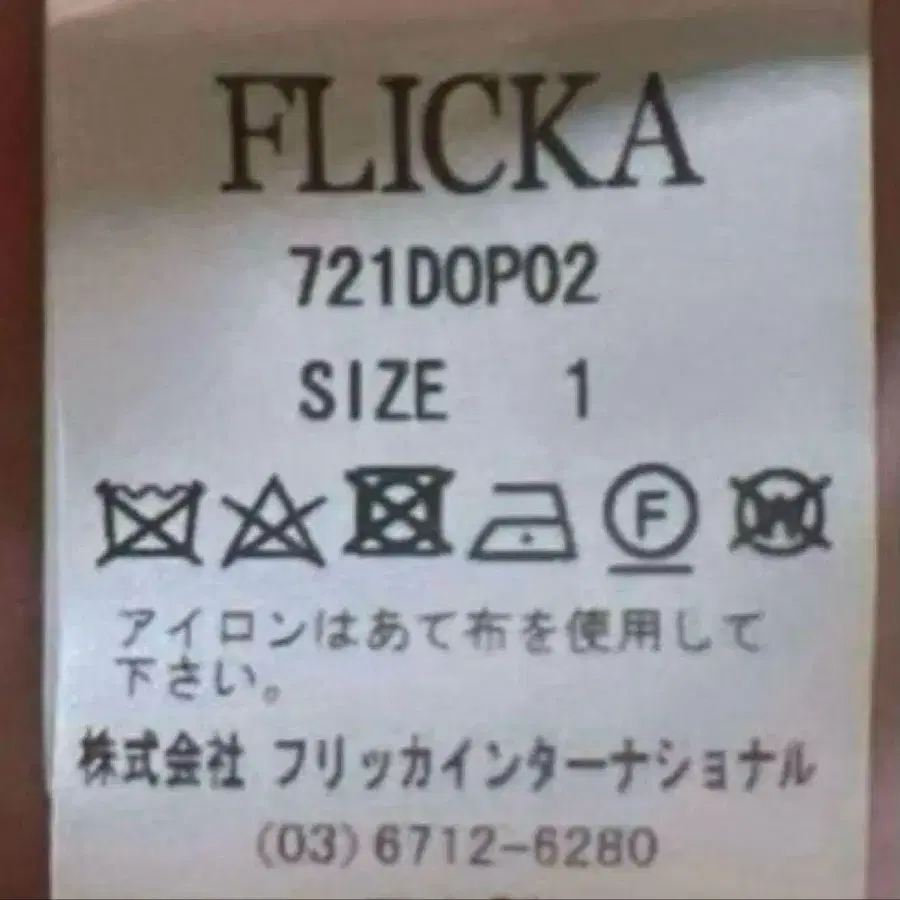 FLICKA
721DOP02
SIZE 1
F W
アイロンはあて布を使用して
下さい。
株式会社 フリッカインターナショナル
(03)6712-6280